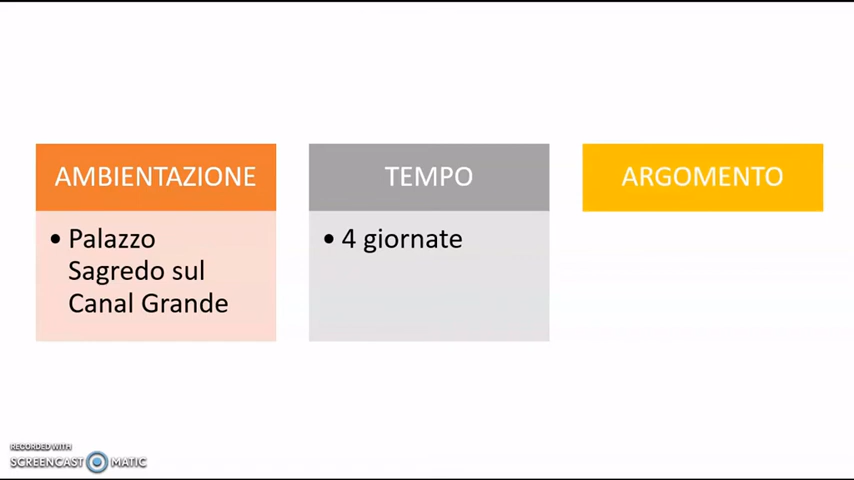 AMBIENTAZIONE
• Palazzo
Sagredo sul
Canal Grande
TEMPO
• 4 giornate
ARGOMENTO
RECORDED WITH
SCREENCAST MATIC